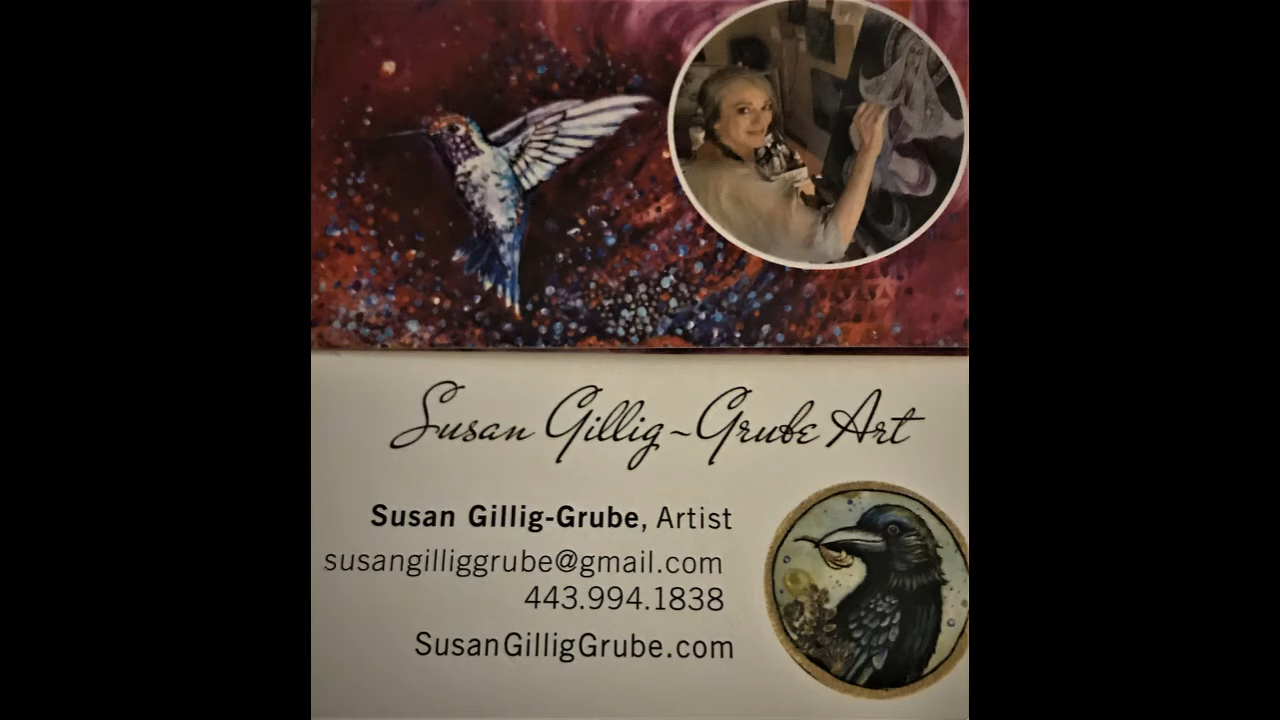 Susan Gillig~Grube Art
Susan Gillig-Grube, Artist
susangilliggrube@gmail.com
443.994.1838
SusanGilligGrube.com